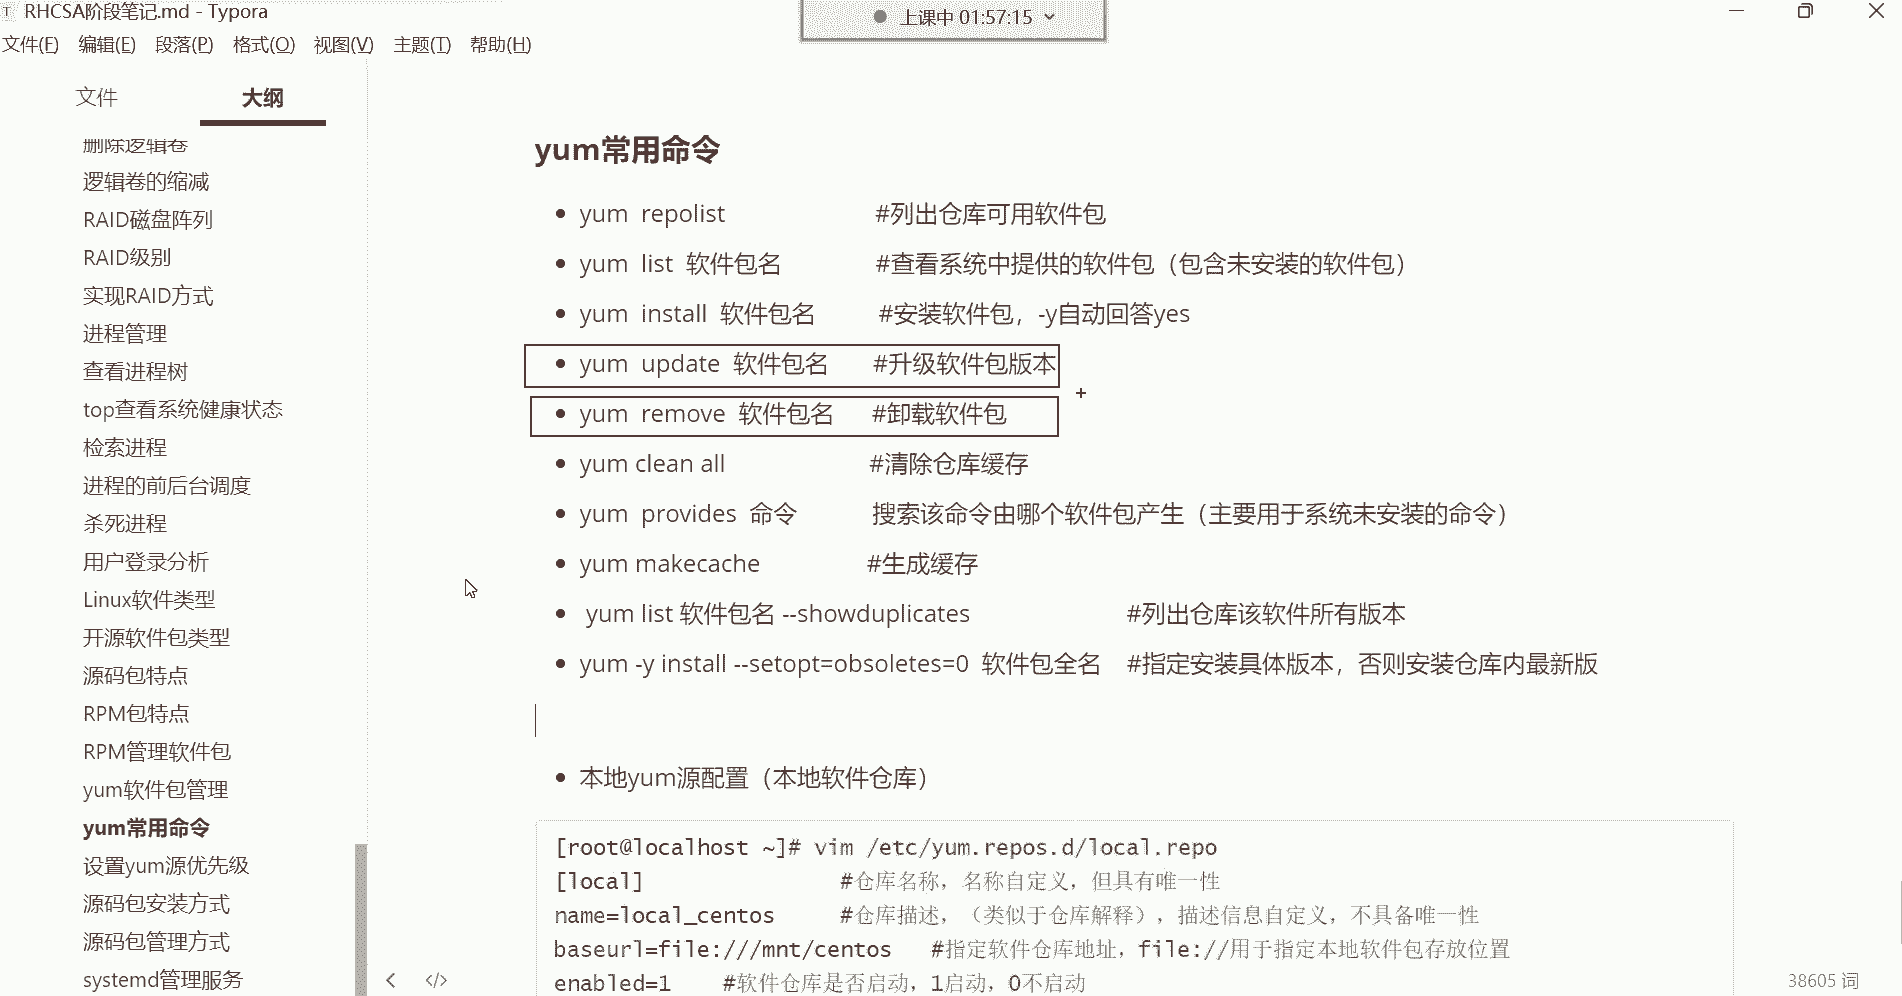 RHCSA阶段笔记.md - Typora
上课中 01:57:15
文件(F) 编辑(E) 段落(P) 格式(O) 视图(V) 主题(T) 帮助(H)
文件 大纲
删除逻辑卷
逻辑卷的缩减
RAID磁盘阵列
RAID级别
实现RAID方式
进程管理
查看进程树
top查看系统健康状态
检索进程
进程的前后台调度
杀死进程
用户登录分析
Linux软件类型
开源软件包类型
源码包特点
RPM包特点
RPM管理软件包
yum软件包管理
yum常用命令
设置yum源优先级
源码包安装方式
源码包管理方式
systemd管理服务
yum常用命令
yum repolist #列出仓库可用软件包
yum list 软件包名 #查看系统中提供的软件包（包含未安装的软件包）
yum install 软件包名 #安装软件包，-y自动回答yes
yum update 软件包名 #升级软件包版本
yum remove 软件包名 #卸载软件包
yum clean all #清除仓库缓存
yum provides 命令 搜索该命令由哪个软件包产生（主要用于系统未安装的命令）
yum makecache #生成缓存
yum list 软件包名 --showduplicates #列出仓库该软件所有版本
yum -y install --setopt=obsoletes=0 软件包全名 #指定安装具体版本，否则安装仓库内最新版
本地yum源配置（本地软件仓库）
[root@localhost ~]# vim /etc/yum.repos.d/local.repo
[local] #仓库名称，名称自定义，但具有唯一性
name=local_centos #仓库描述，（类似于仓库解释），描述信息自定义，不具备唯一性
baseurl=file:///mnt/centos #指定软件仓库地址，file://用于指定本地软件包存放位置
enabled=1 #软件仓库是否启动，1启动，0不启动
38605 词